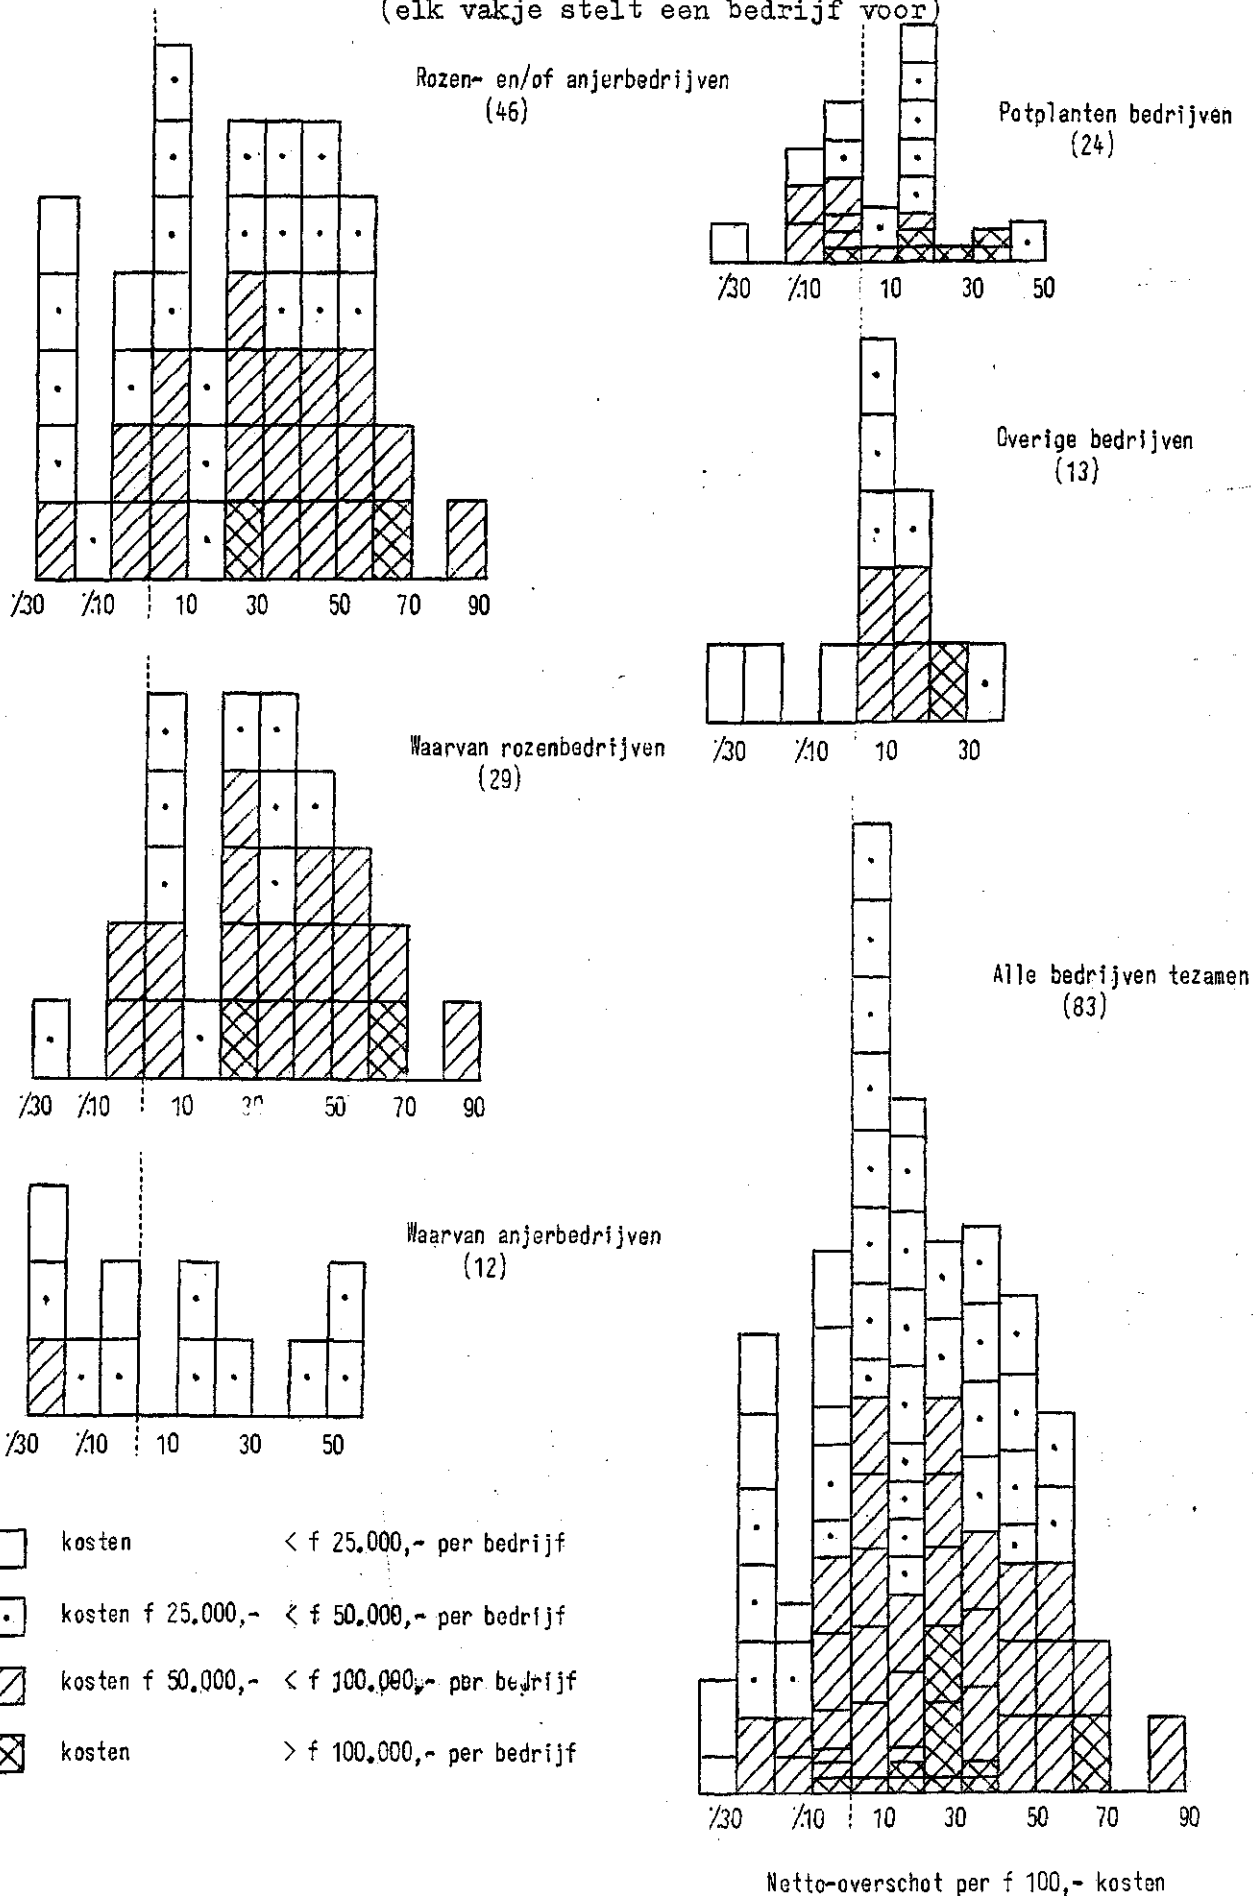 (elk vakje stelt een bedrijf voor)
Rozen- en/of anjerbedrijven
(46)
⁒30 ⁒10 10 30 50 70 90
Potplanten bedrijven
(24)
⁒30 ⁒10 10 30 50
Overige bedrijven
(13)
⁒30 ⁒10 10 30
Waarvan rozenbedrijven
(29)
⁒30 ⁒10 10 30 50 70 90
Waarvan anjerbedrijven
(12)
⁒30 ⁒10 10 30 50
Alle bedrijven tezamen
(83)
⁒30 ⁒10 10 30 50 70 90
Netto-overschot per f 100,- kosten
kosten < f 25.000,- per bedrijf
kosten f 25.000,- < f 50.000,- per bedrijf
kosten f 50.000,- < f 100.000,- per bedrijf
kosten > f 100.000,- per bedrijf